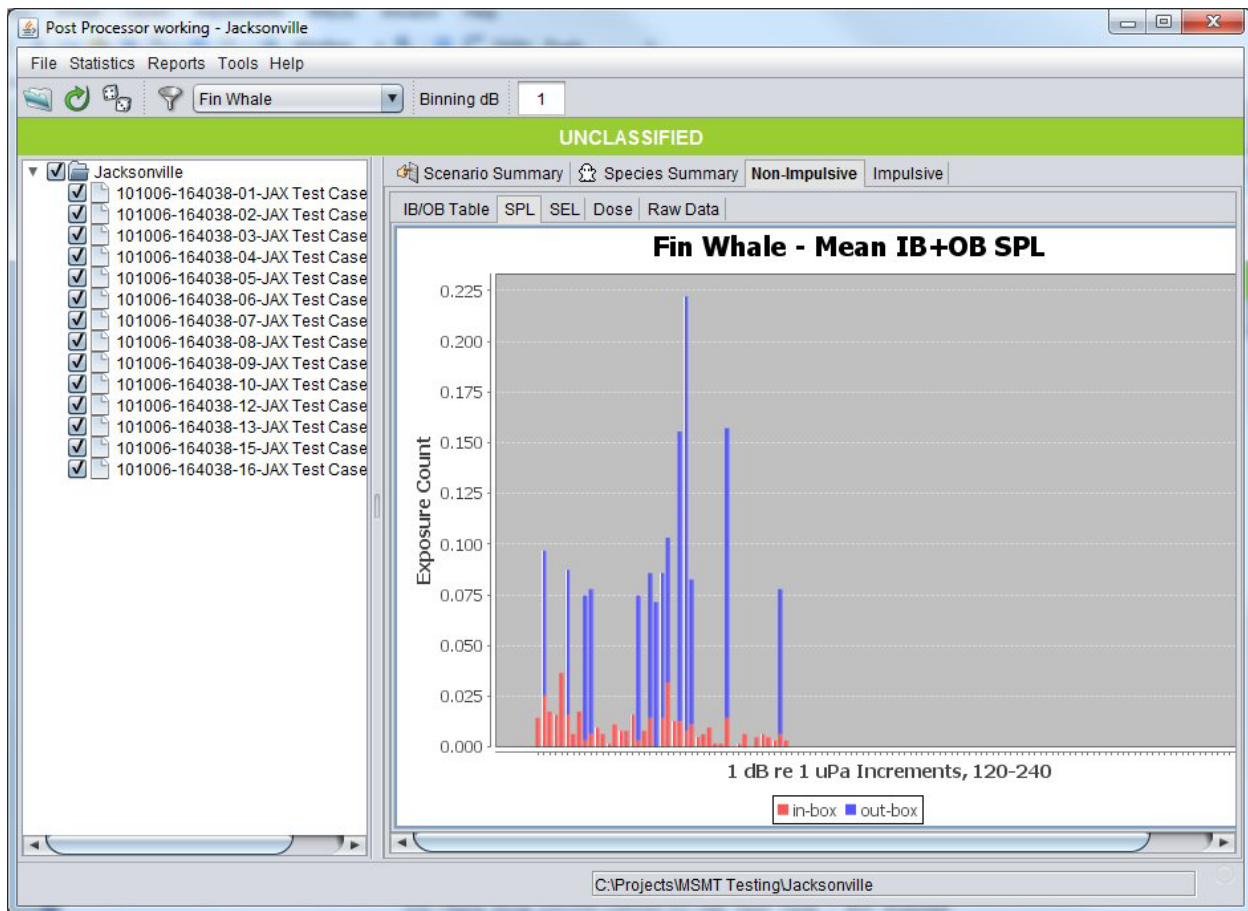 Post Processor working - Jacksonville
File Statistics Reports Tools Help
Fin Whale Binning dB 1
UNCLASSIFIED
Jacksonville
101006-164038-01-JAX Test Case
101006-164038-02-JAX Test Case
101006-164038-03-JAX Test Case
101006-164038-04-JAX Test Case
101006-164038-05-JAX Test Case
101006-164038-06-JAX Test Case
101006-164038-07-JAX Test Case
101006-164038-08-JAX Test Case
101006-164038-09-JAX Test Case
101006-164038-10-JAX Test Case
101006-164038-12-JAX Test Case
101006-164038-13-JAX Test Case
101006-164038-15-JAX Test Case
101006-164038-16-JAX Test Case
Scenario Summary Species Summary Non-Impulsive Impulsive
IB/OB Table SPL SEL Dose Raw Data
Fin Whale - Mean IB+OB SPL
Exposure Count
0.225
0.200
0.175
0.150
0.125
0.100
0.075
0.050
0.025
0.000
1 dB re 1 uPa Increments, 120-240
in-box out-box
C:\Projects\MSMT Testing\Jacksonville